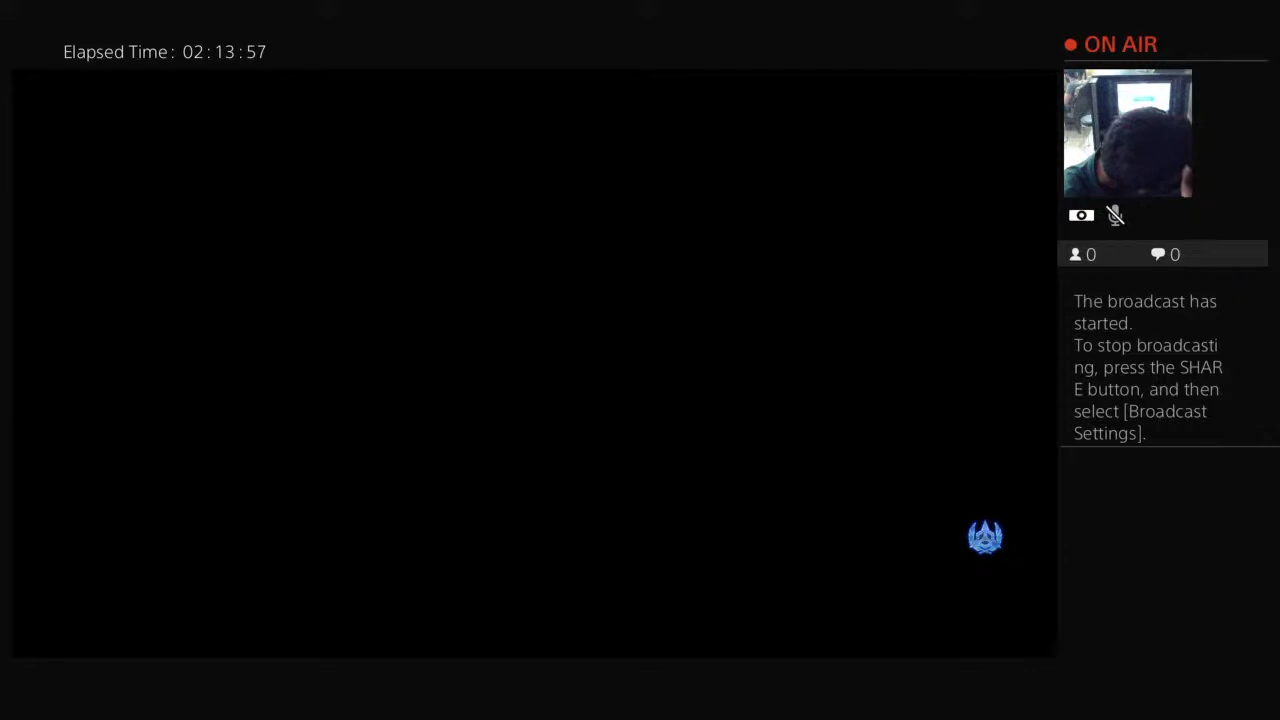 Elapsed Time: 02:13:57
ON AIR
0 0
The broadcast has
started.
To stop broadcasti
ng, press the SHAR
E button, and then
select [Broadcast
Settings].